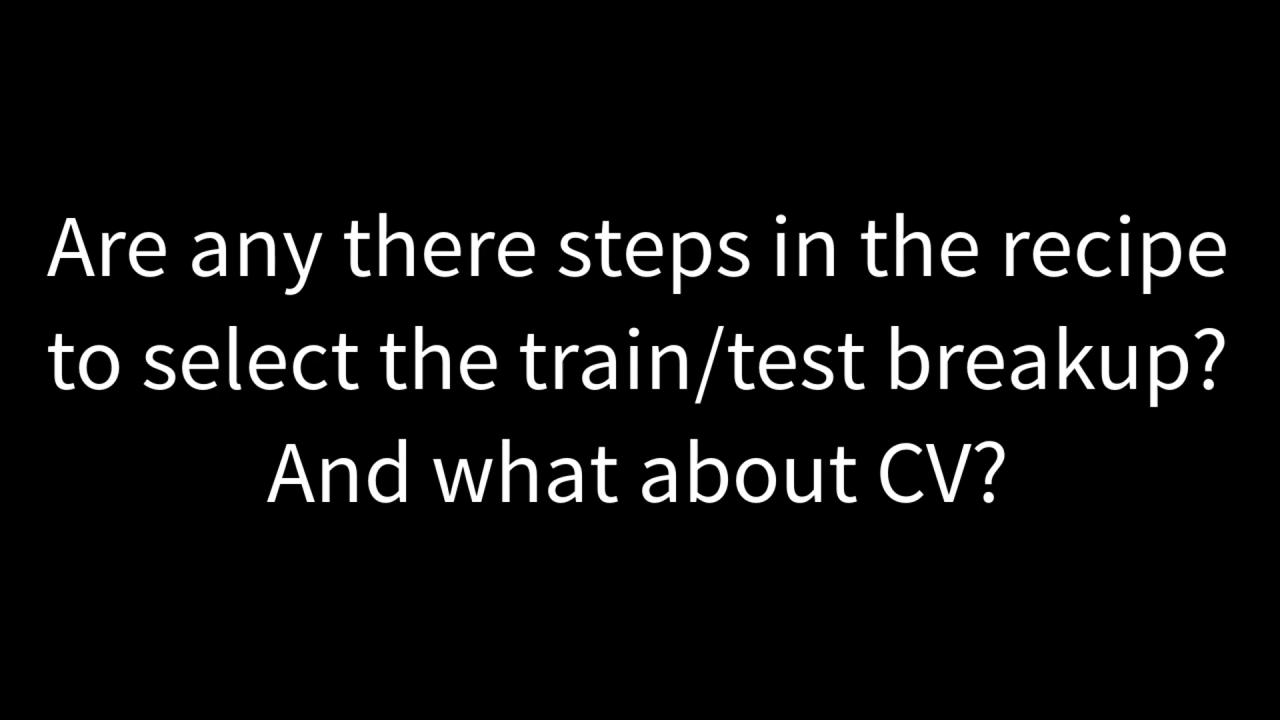 Are any there steps in the recipe
to select the train/test breakup?
And what about CV?